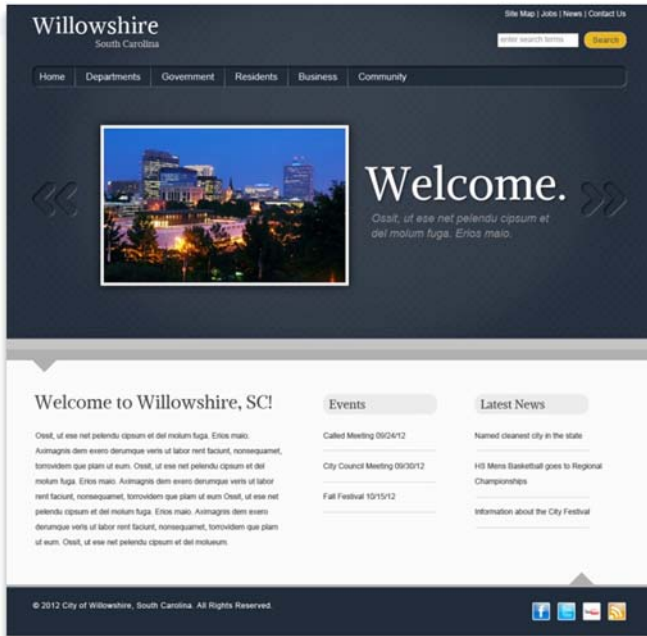 Willowshire
South Carolina
Site Map | Jobs | News | Contact Us
enter search terms
Search
Home
Departments
Government
Residents
Business
Community
Welcome.
Ossit, ut ese net pelendu cipsum et
del molum fuga. Erios maio.
Welcome to Willowshire, SC!
Ossit, ut ese net pelendu cipsum et del molum fuga. Erios maio.
Aximagnis dem exero derumque veris ut labor rent faciunt, nonsequamet,
torrovidem que plam ut eum. Ossit, ut ese net pelendu cipsum et del
molum fuga. Erios maio. Aximagnis dem exero derumque veris ut labor
rent faciunt, nonsequamet, torrovidem que plam ut eum Ossit, ut ese net
pelendu cipsum et del molum fuga. Erios maio. Aximagnis dem exero
derumque veris ut labor rent faciunt, nonsequamet, torrovidem que plam
ut eum. Ossit, ut ese net pelendu cipsum et del molueum.
Events
Called Meeting 09/24/12
City Council Meeting 09/30/12
Fall Festival 10/15/12
Latest News
Named cleanest city in the state
HS Mens Basketball goes to Regional
Championships
Information about the City Festival
© 2012 City of Willowshire, South Carolina. All Rights Reserved.